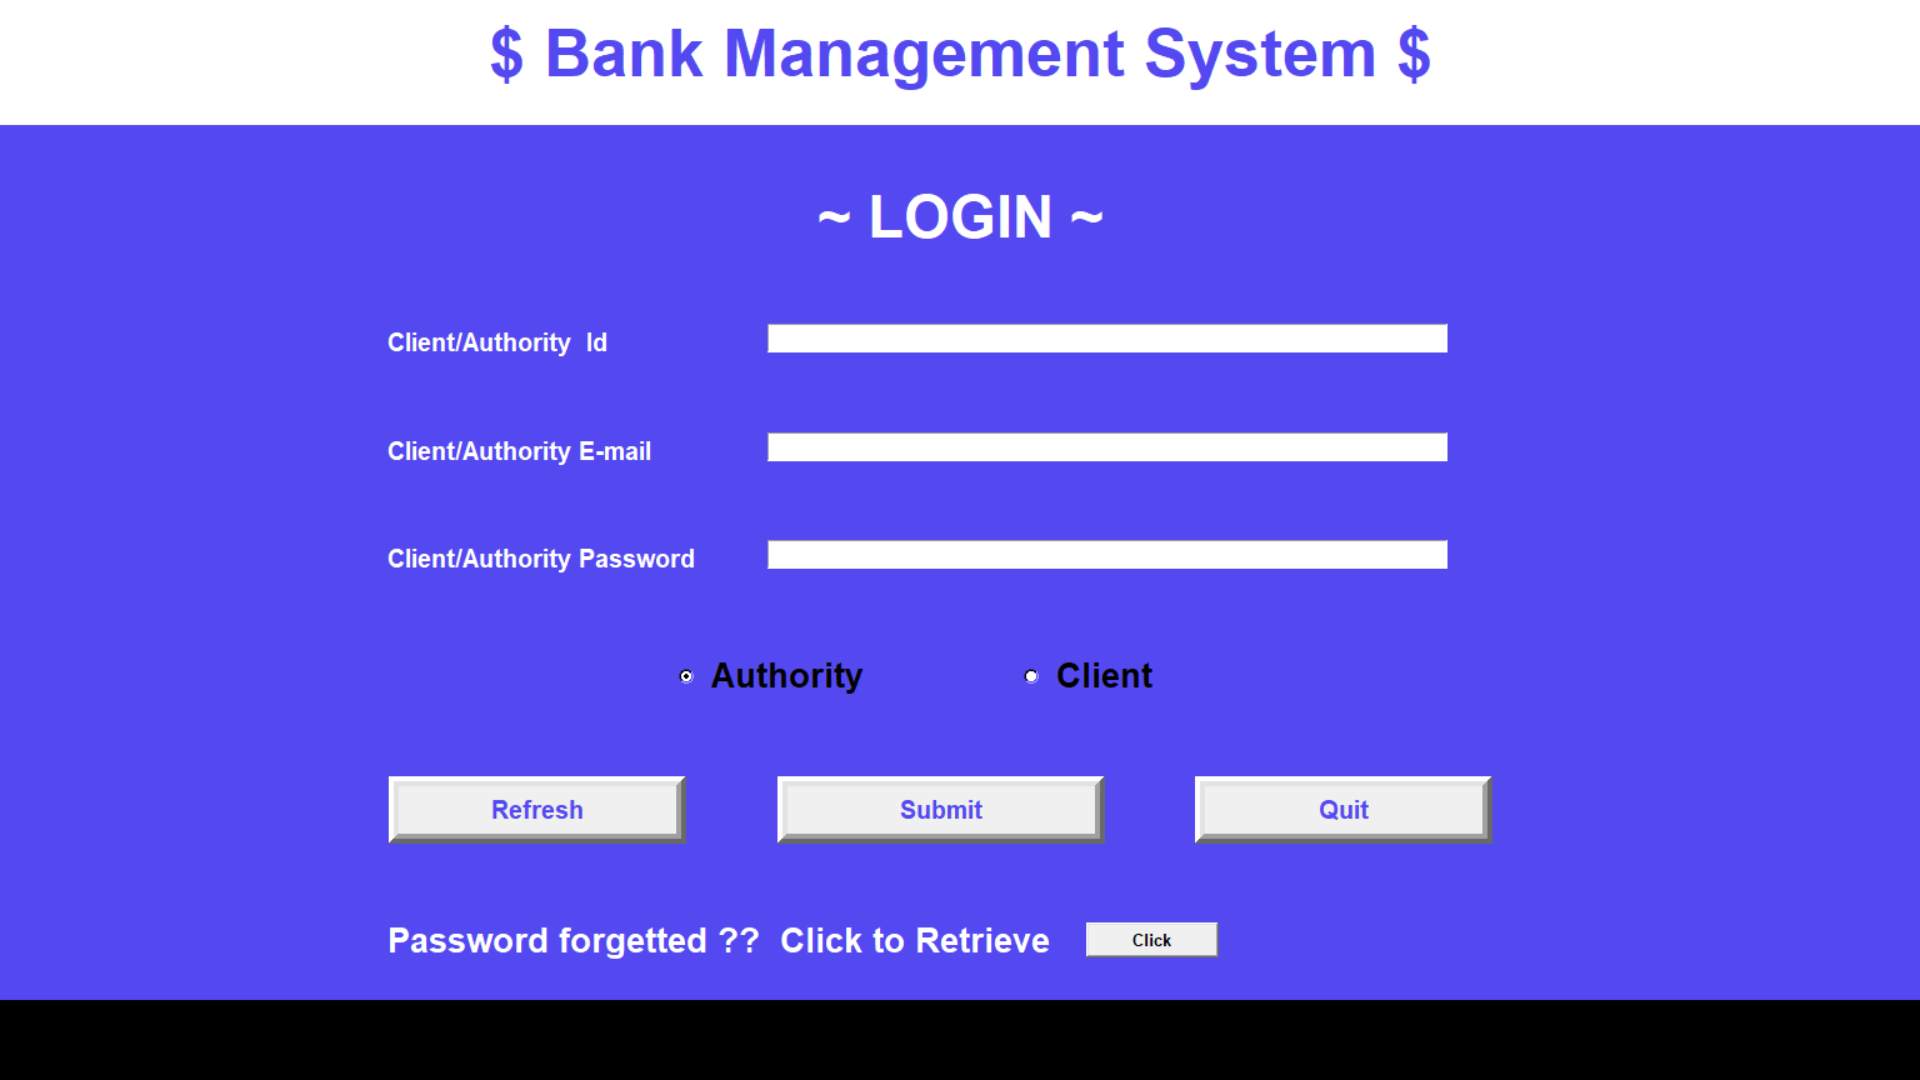 $ Bank Management System $
~ LOGIN ~
Client/Authority  Id
Client/Authority E-mail
Client/Authority Password
Authority
Client
Refresh
Submit
Quit
Password forgetted ??  Click to Retrieve
Click